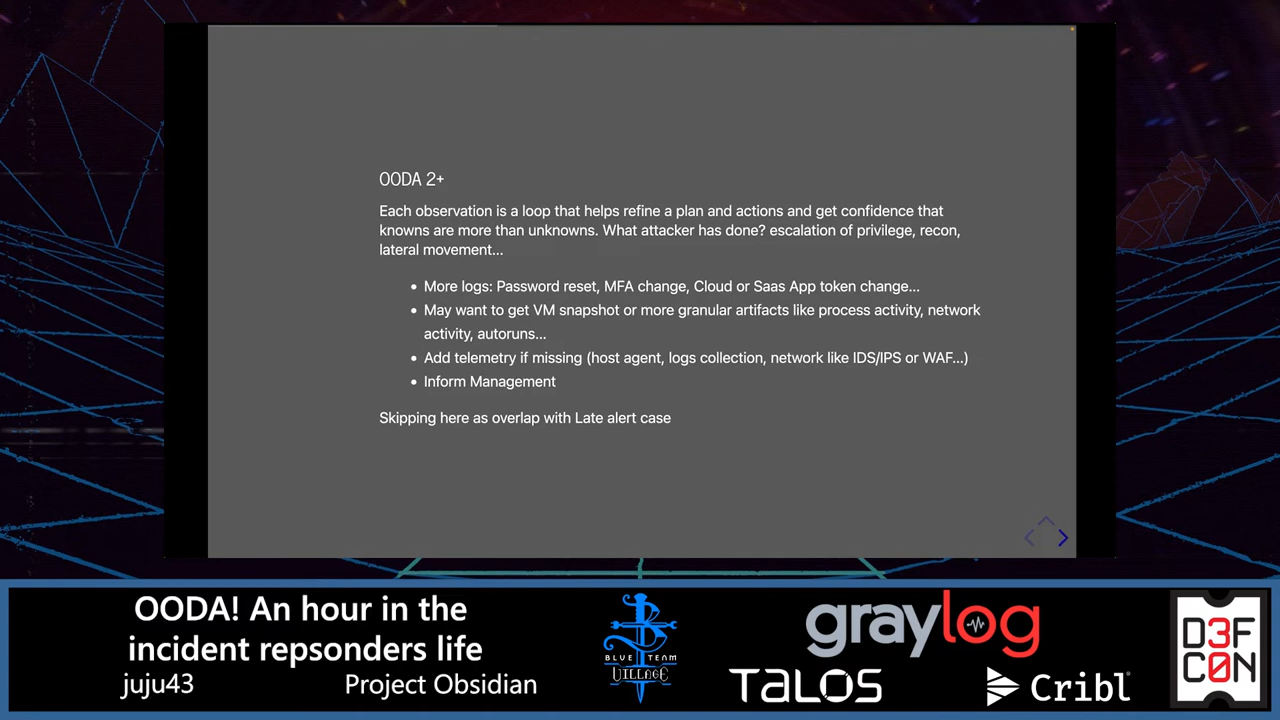 OODA 2+
Each observation is a loop that helps refine a plan and actions and get confidence that
knowns are more than unknowns. What attacker has done? escalation of privilege, recon,
lateral movement...
• More logs: Password reset, MFA change, Cloud or Saas App token change...
• May want to get VM snapshot or more granular artifacts like process activity, network
activity, autoruns...
• Add telemetry if missing (host agent, logs collection, network like IDS/IPS or WAF...)
• Inform Management
Skipping here as overlap with Late alert case
OODA! An hour in the
incident repsonders life
juju43
Project Obsidian
BLUE TEAM
VILLAGE
graylog
TALOS
Cribl
D3F
C0N